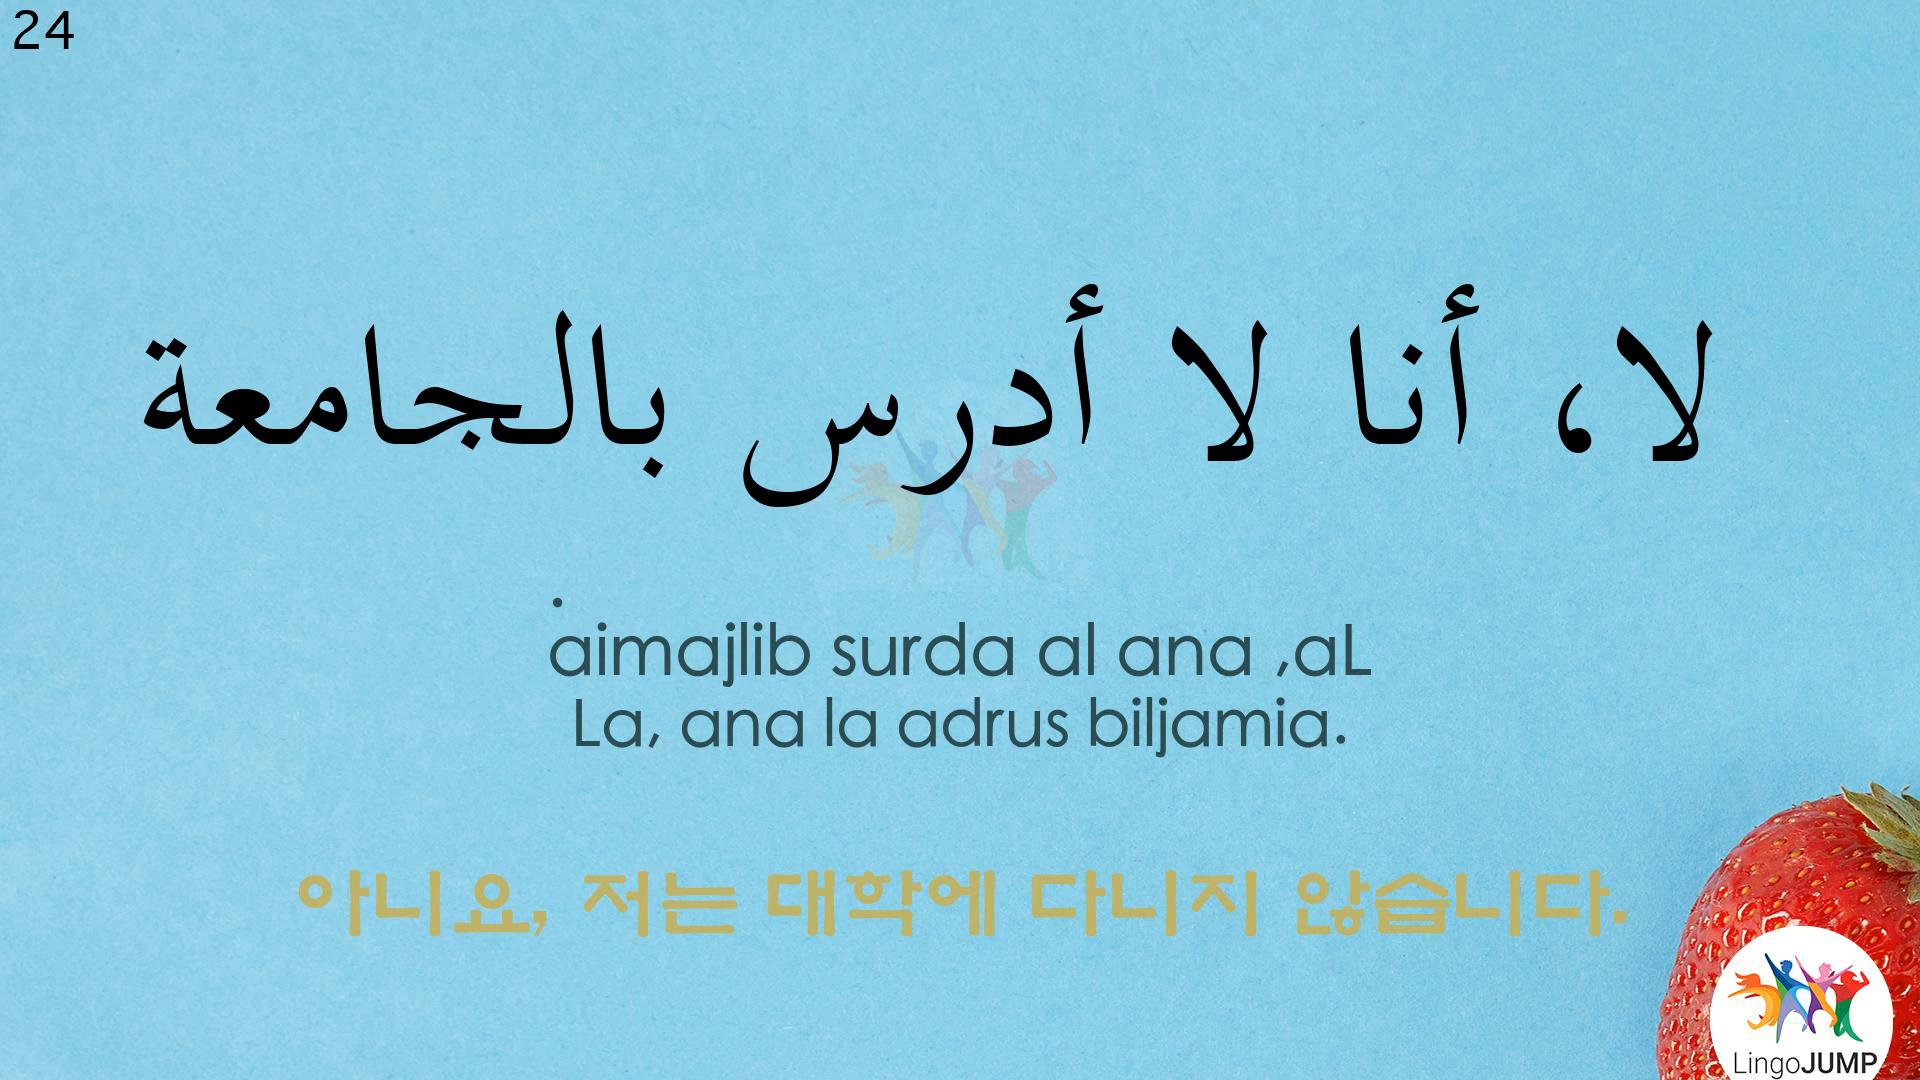 24
لا، أنا لا أدرس بالجامعة
.
aimajlib surda al ana ,aL
La, ana la adrus biljamia.
아니요, 저는 대학에 다니지 않습니다.
LingoJUMP